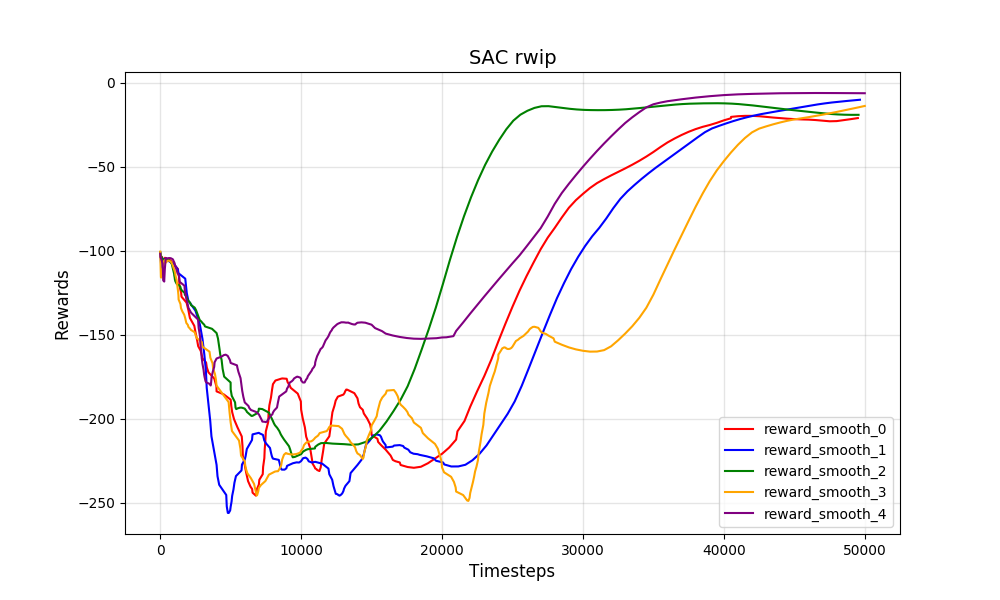 SAC rwip
Rewards
0
−50
−100
−150
−200
−250
0 10000 20000 30000 40000 50000
Timesteps
reward_smooth_0
reward_smooth_1
reward_smooth_2
reward_smooth_3
reward_smooth_4